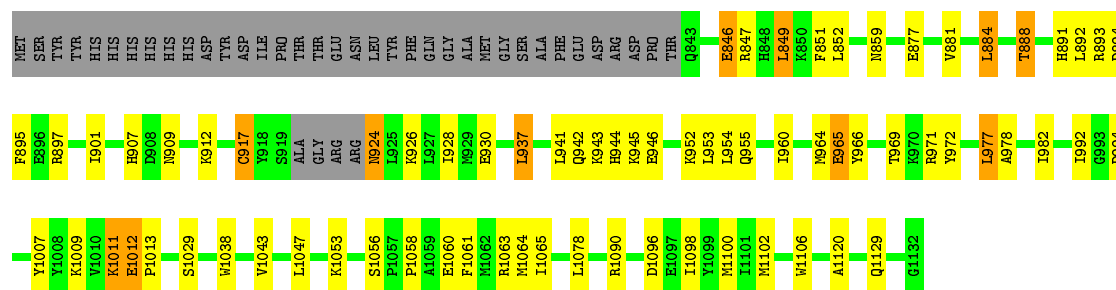 MET SER TYR TYR HIS HIS HIS HIS HIS HIS ASP TYR ASP ILE PRO THR THR GLU ASN LEU TYR PHE GLN GLY ALA MET GLY SER ALA PHE GLU ASP ARG ASP PRO THR Q843 E846 R847 H848 L849 K850 F851 L852 N859 E877 V881 L884 T888 H891 L892 R893
F895 E896 R897 I901 H907 D908 N909 K912 C917 Y918 S919 ALA GLY ARG ARG N924 L925 K926 L927 I928 M929 E930 L937 L941 Q942 K943 H944 K945 E946 K952 L953 L954 Q955 I960 M964 E965 Y966 T969 K970 R971 Y972 L977 A978 I982 I992 G993
Y1007 Y1008 K1009 V1010 K1011 E1012 P1013 S1029 W1038 V1043 L1047 K1053 S1056 P1057 P1058 A1059 E1060 F1061 M1062 R1063 M1064 I1065 L1078 R1090 D1096 E1097 I1098 Y1099 M1100 I1101 M1102 W1106 A1120 Q1129 G1132